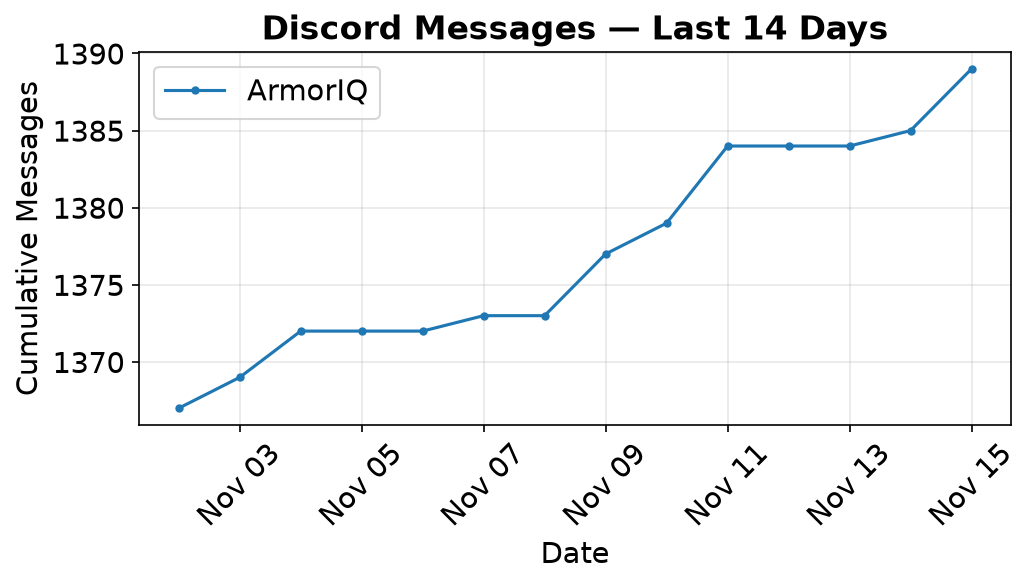 Discord Messages — Last 14 Days
Cumulative Messages
1390
1385
1380
1375
1370
ArmorIQ
Nov 03
Nov 05
Nov 07
Nov 09
Nov 11
Nov 13
Nov 15
Date